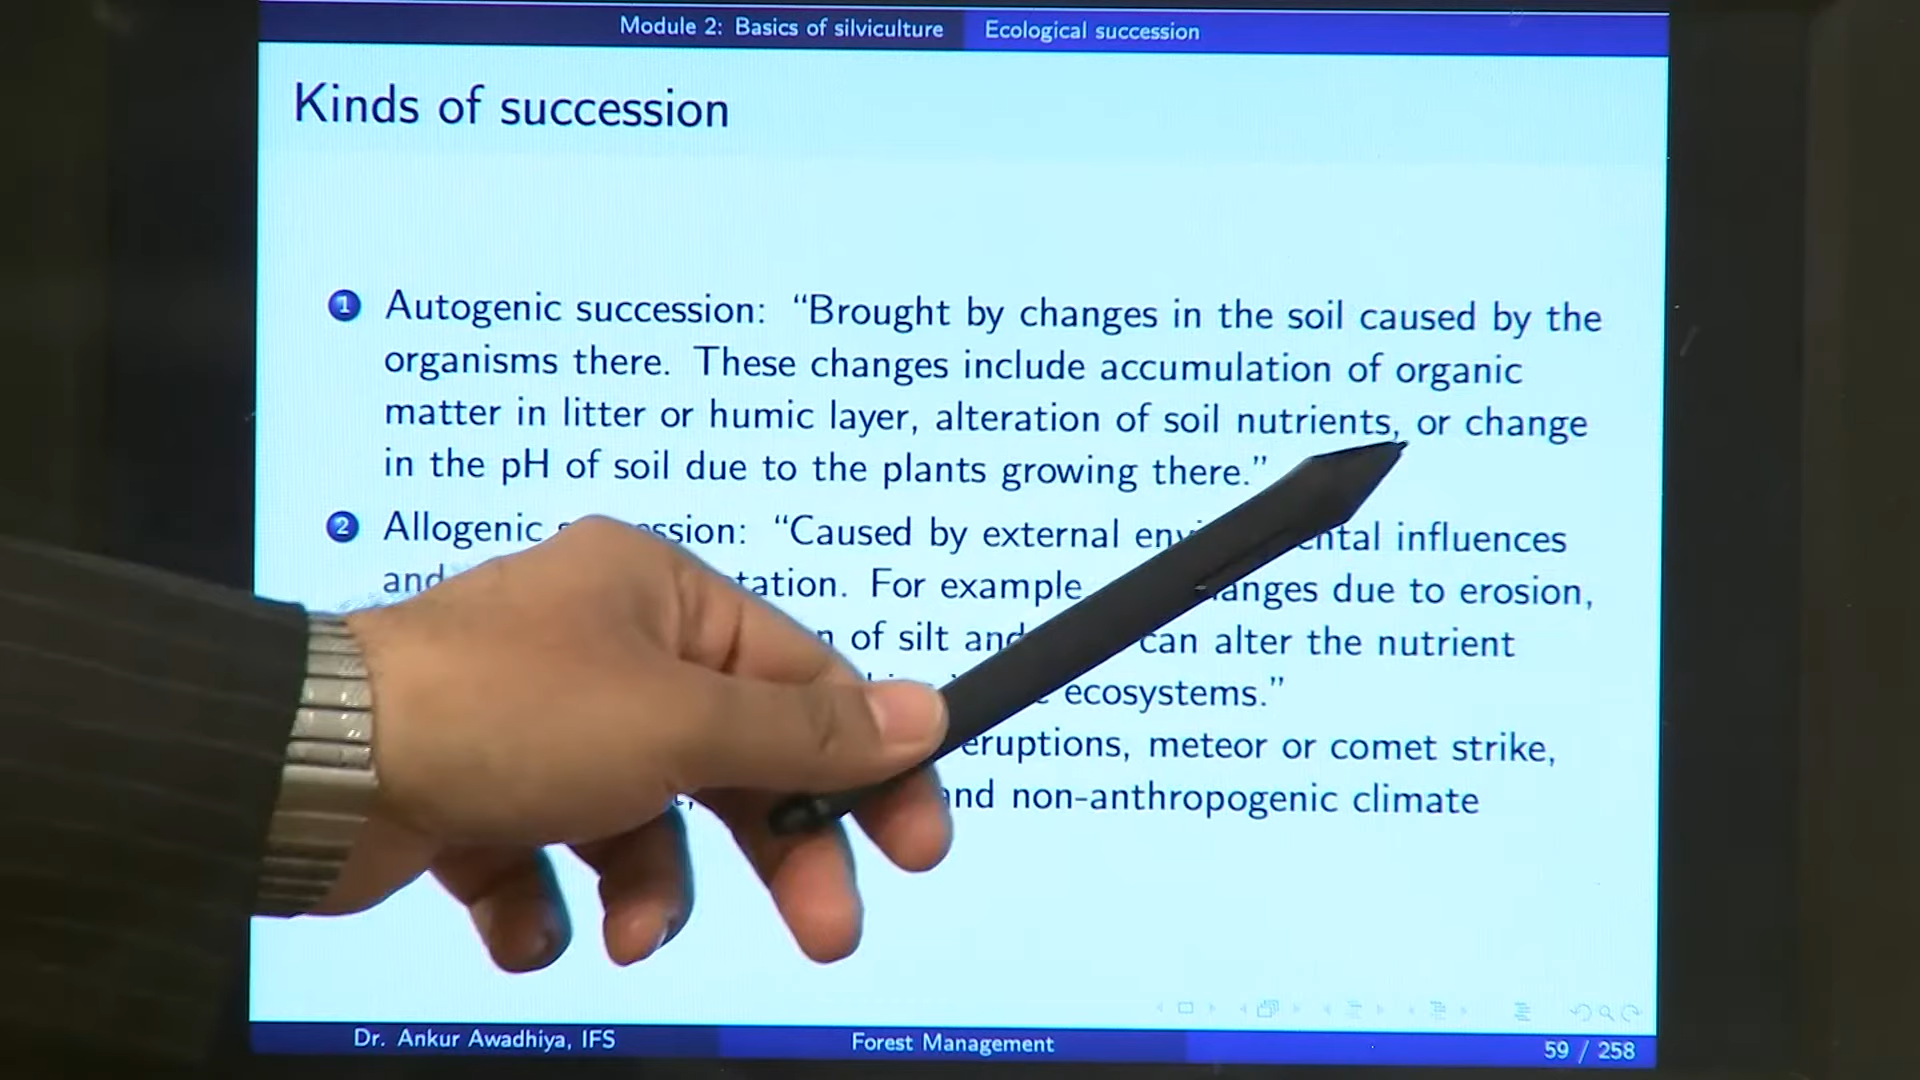 Module 2: Basics of silviculture Ecological succession
Kinds of succession
1 Autogenic succession: “Brought by changes in the soil caused by the
organisms there. These changes include accumulation of organic
matter in litter or humic layer, alteration of soil nutrients, or change
in the pH of soil due to the plants growing there.”
2 Allogenic ssion: “Caused by external env ental influences
and tation. For example anges due to erosion,
of silt and can alter the nutrient
ecosystems.”
eruptions, meteor or comet strike,
and non-anthropogenic climate
Dr. Ankur Awadhiya, IFS Forest Management 59 / 258